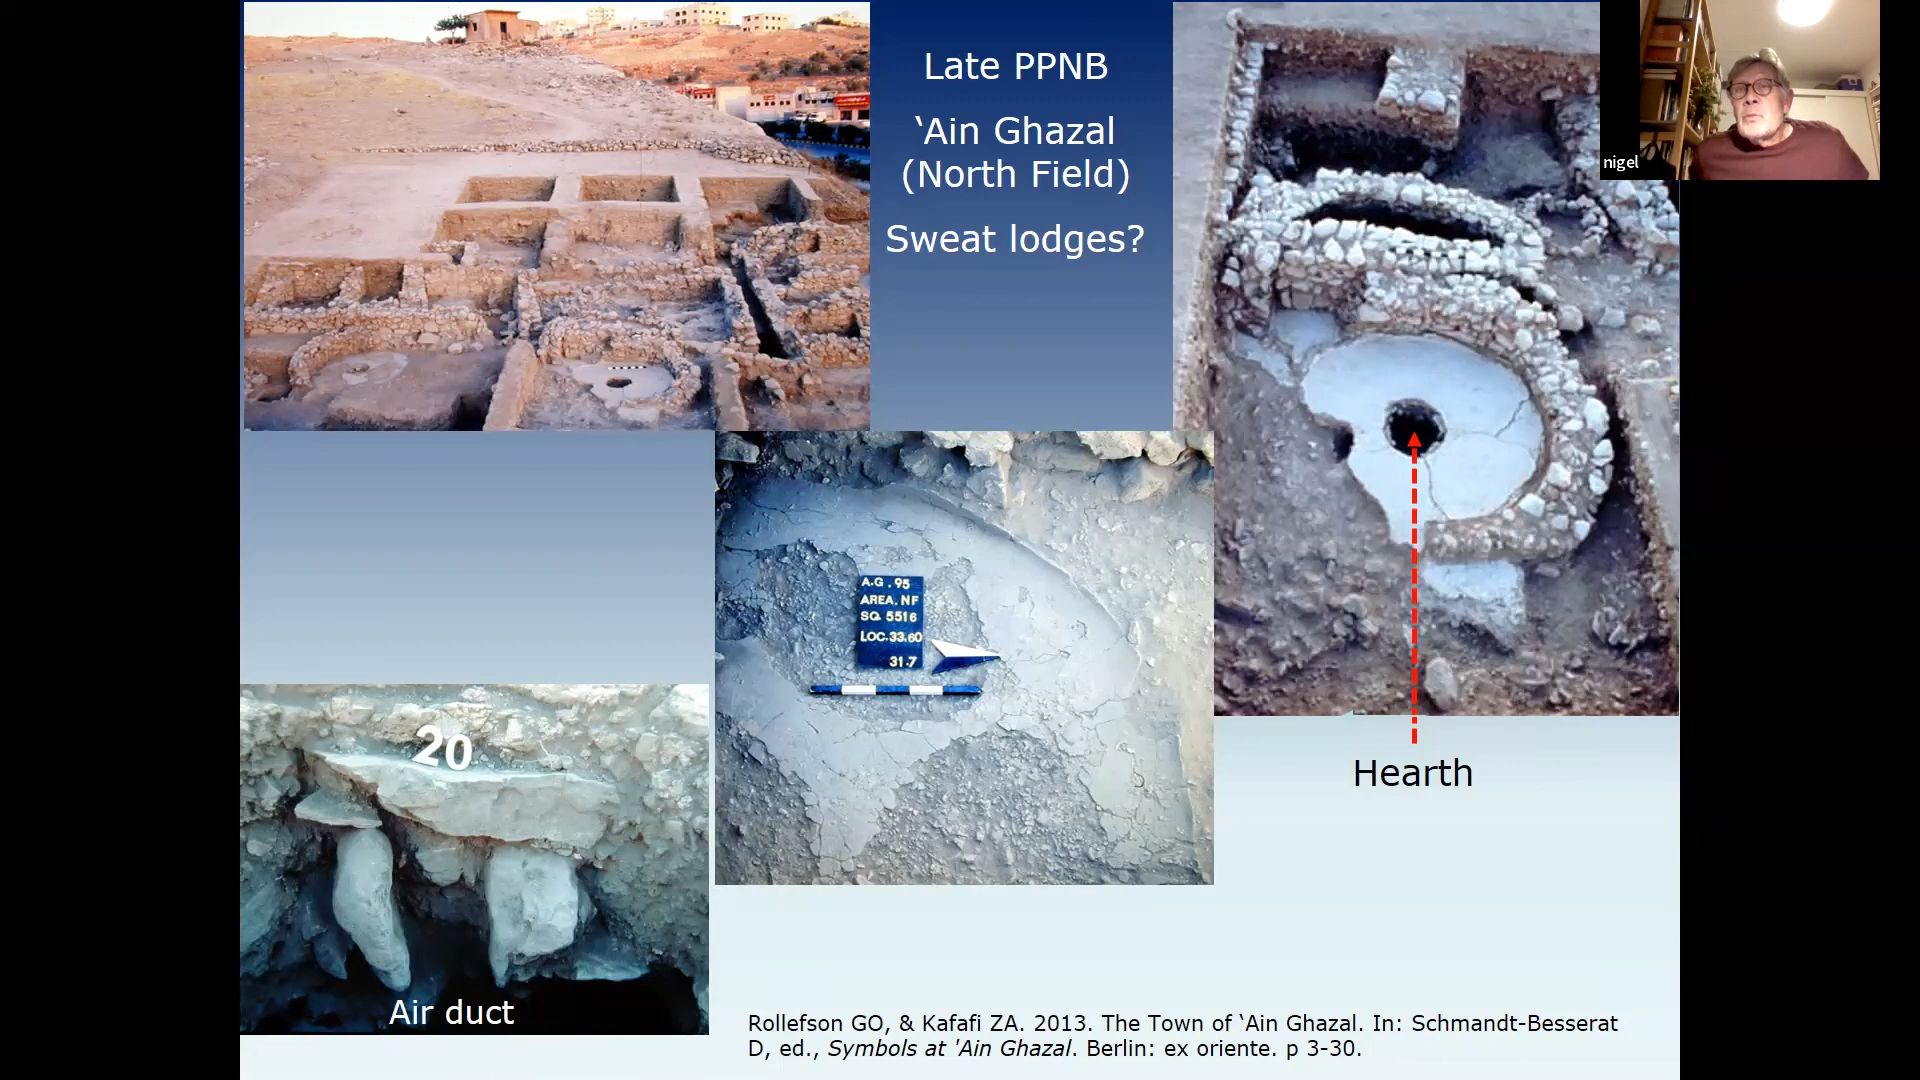 Late PPNB
‘Ain Ghazal
(North Field)
Sweat lodges?
nigel
A.G . 95
AREA. NF
SQ. 5516
LOC.33.60
31.7
Hearth
20
Air duct
Rollefson GO, & Kafafi ZA. 2013. The Town of ‘Ain Ghazal. In: Schmandt-Besserat
D, ed., Symbols at 'Ain Ghazal. Berlin: ex oriente. p 3-30.